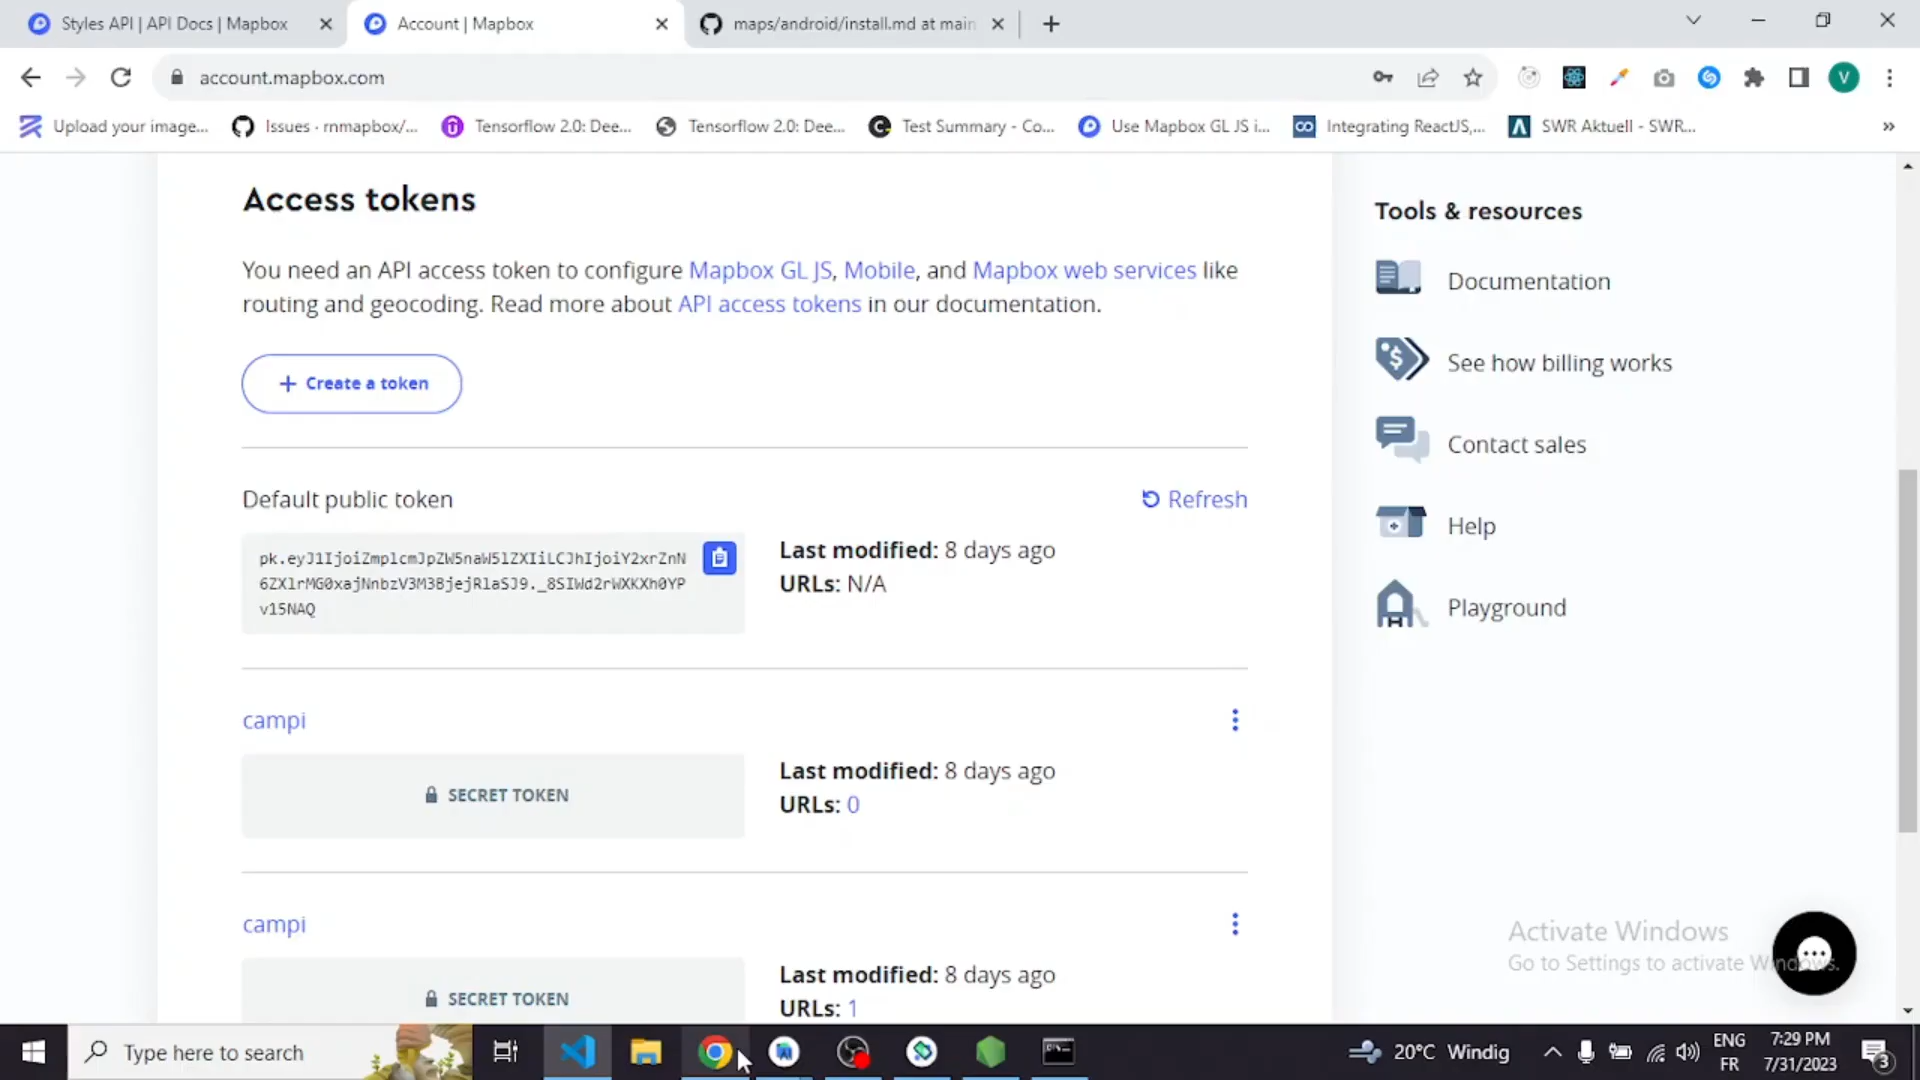 Styles API | API Docs | Mapbox
Account | Mapbox
maps/android/install.md at main
account.mapbox.com
V
Upload your image...
Issues · rnmapbox/...
Tensorflow 2.0: Dee...
Tensorflow 2.0: Dee...
Test Summary - Co...
Use Mapbox GL JS i...
Integrating ReactJS,...
SWR Aktuell - SWR...
Access tokens
You need an API access token to configure Mapbox GL JS, Mobile, and Mapbox web services like
routing and geocoding. Read more about API access tokens in our documentation.
+ Create a token
Default public token
Refresh
Last modified: 8 days ago
URLs: N/A
campi
SECRET TOKEN
Last modified: 8 days ago
URLs: 0
campi
SECRET TOKEN
Last modified: 8 days ago
URLs: 1
Tools & resources
Documentation
See how billing works
Contact sales
Help
Playground
Activate Windows
Go to Settings to activate Windows.
Type here to search
20°C Windig
ENG
FR
7:29 PM
7/31/2023
3